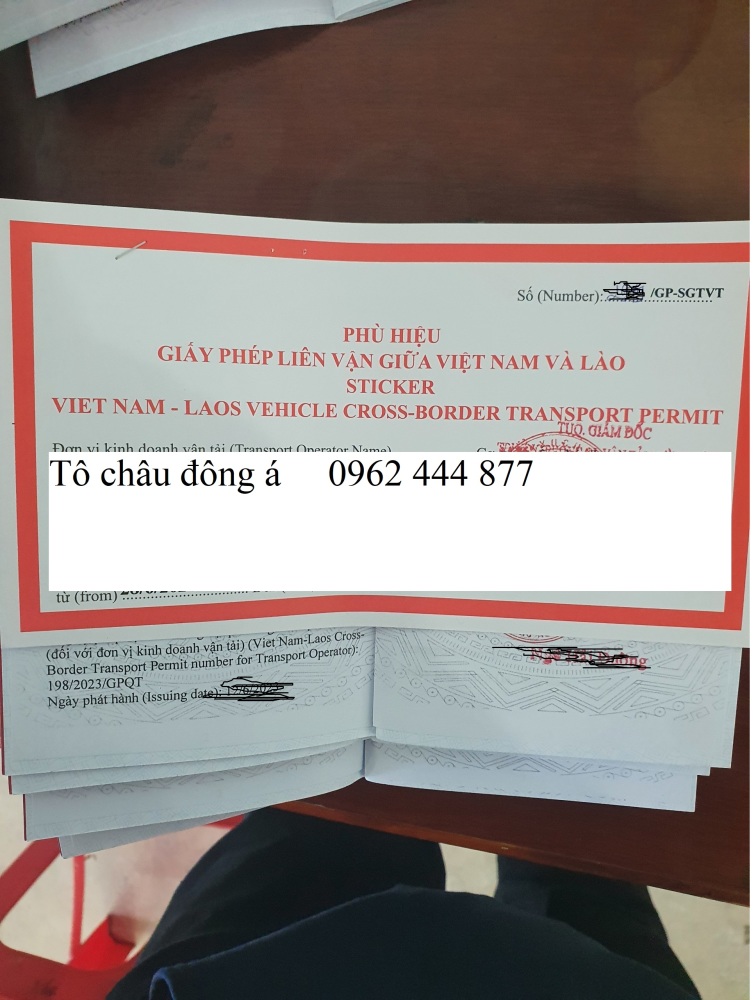 Số (Number): /GP-SGTVT
PHÙ HIỆU
GIẤY PHÉP LIÊN VẬN GIỮA VIỆT NAM VÀ LÀO
STICKER
VIET NAM - LAOS VEHICLE CROSS-BORDER TRANSPORT PERMIT
TUQ. GIÁM ĐỐC
Đơn vị kinh doanh vận tải (Transport Operator Name)
Tô châu đông á 0962 444 877
từ (from)
(đối với đơn vị kinh doanh vận tải) (Viet Nam-Laos Cross-
Border Transport Permit number for Transport Operator):
198/2023/GPQT
Ngày phát hành (Issuing date):